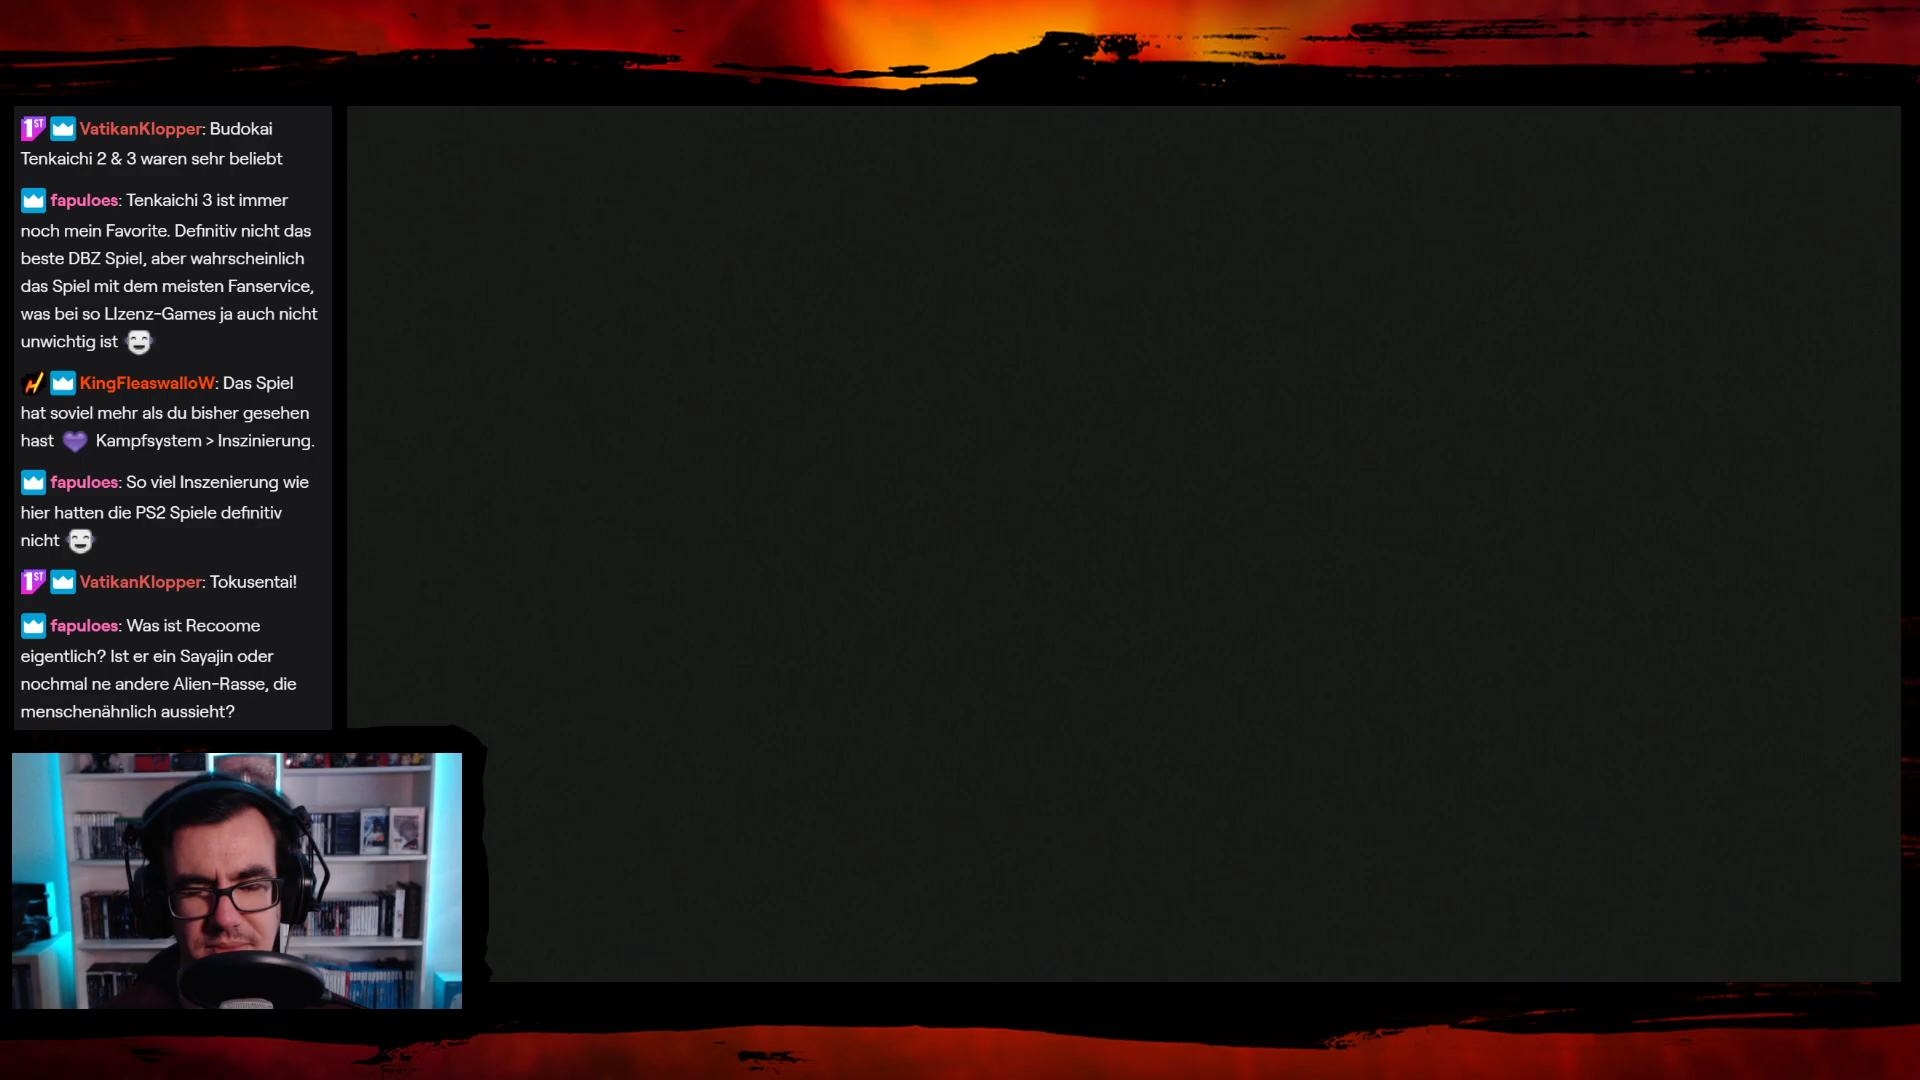 1ST VatikanKlopper: Budokai
Tenkaichi 2 & 3 waren sehr beliebt
fapuloes: Tenkaichi 3 ist immer
noch mein Favorite. Definitiv nicht das
beste DBZ Spiel, aber wahrscheinlich
das Spiel mit dem meisten Fanservice,
was bei so LIzenz-Games ja auch nicht
unwichtig ist
KingFleaswalloW: Das Spiel
hat soviel mehr als du bisher gesehen
hast Kampfsystem > Inszinierung.
fapuloes: So viel Inszenierung wie
hier hatten die PS2 Spiele definitiv
nicht
1ST VatikanKlopper: Tokusentai!
fapuloes: Was ist Recoome
eigentlich? Ist er ein Sayajin oder
nochmal ne andere Alien-Rasse, die
menschenähnlich aussieht?